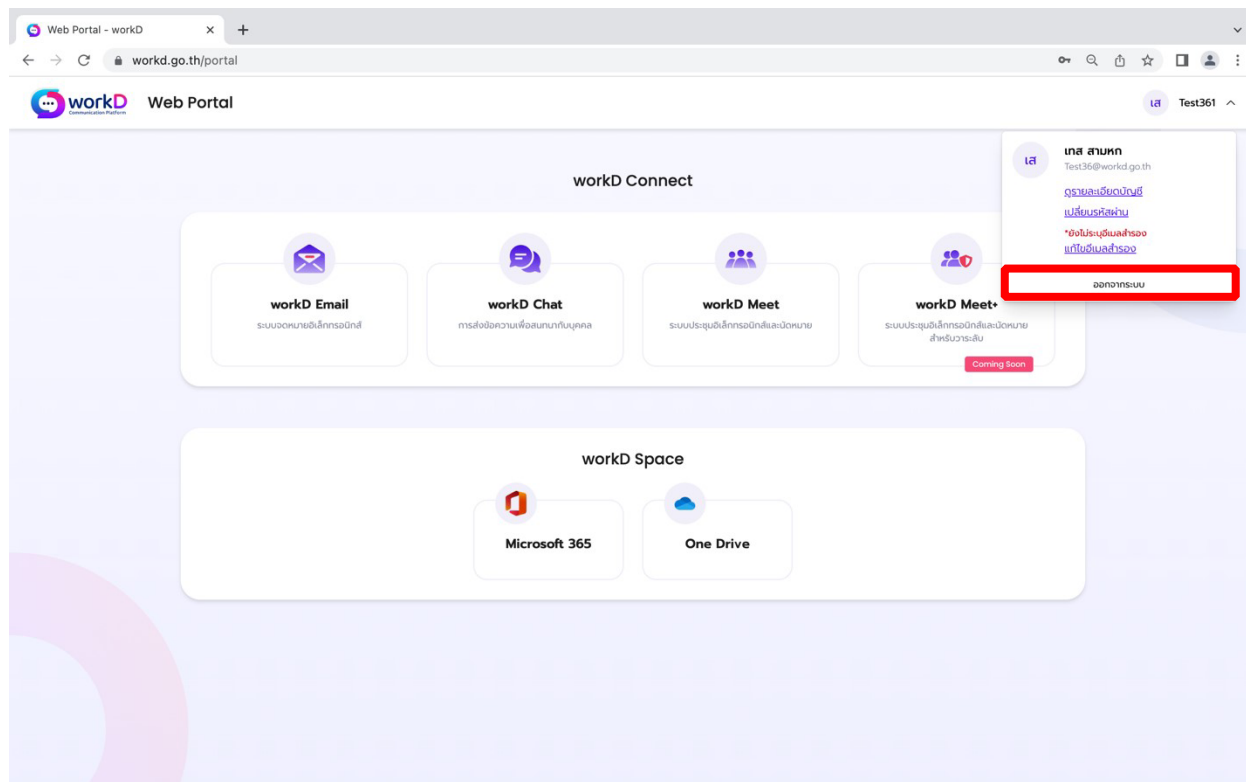 Web Portal - workD
workd.go.th/portal
workD
Communication Platform
Web Portal
เส Test361
เส
เทส สามหก
Test36@workd.go.th
ดูรายละเอียดบัญชี
เปลี่ยนรหัสผ่าน
*ยังไม่ระบุอีเมลสำรอง
แก้ไขอีเมลสำรอง
ออกจากระบบ
workD Connect
workD Email
ระบบจดหมายอิเล็กทรอนิกส์
workD Chat
การส่งข้อความเพื่อสนทนากับบุคคล
workD Meet
ระบบประชุมอิเล็กทรอนิกส์และนัดหมาย
workD Meet+
ระบบประชุมอิเล็กทรอนิกส์และนัดหมาย
สำหรับวาระลับ
Coming Soon
workD Space
Microsoft 365
One Drive